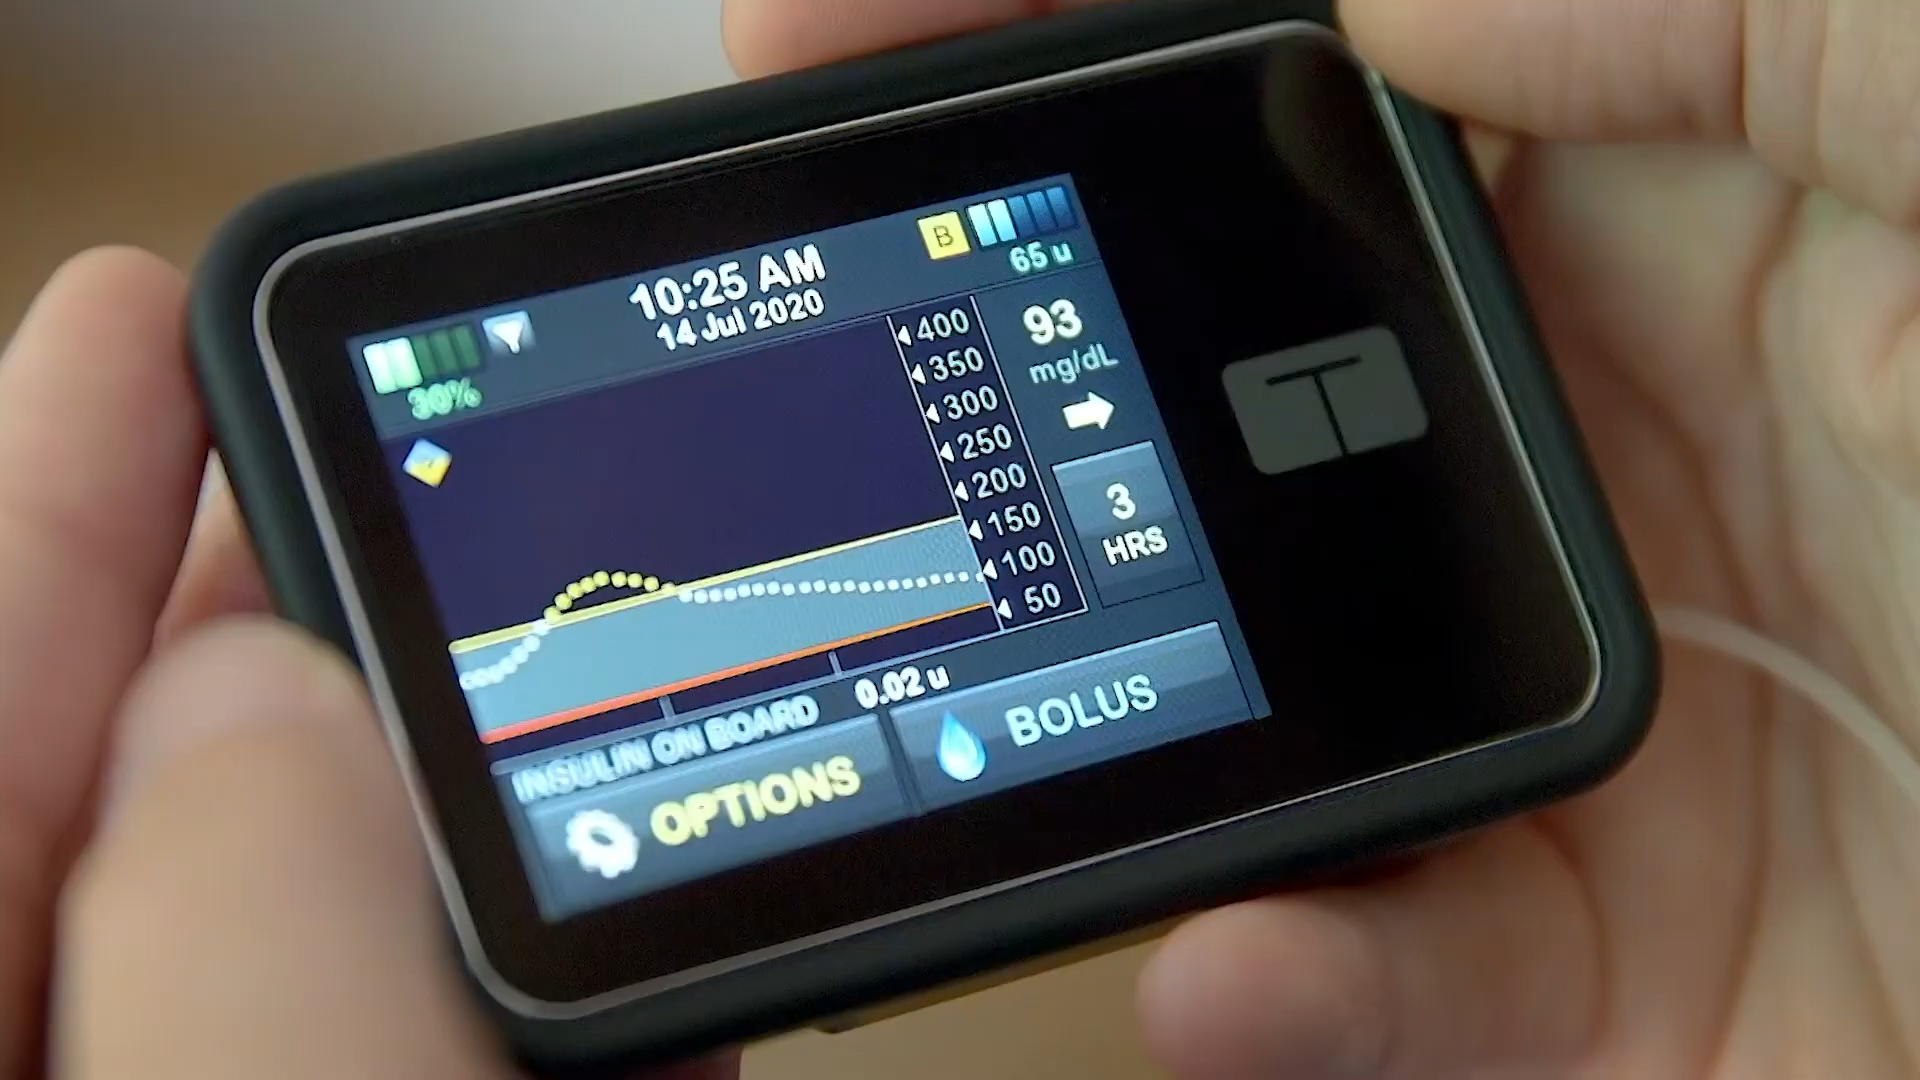 10:25 AM
14 Jul 2020
B
65 u
30%
93
mg/dL
400
350
300
250
200
150
100
50
3
HRS
INSULIN ON BOARD 0.02 u
OPTIONS
BOLUS